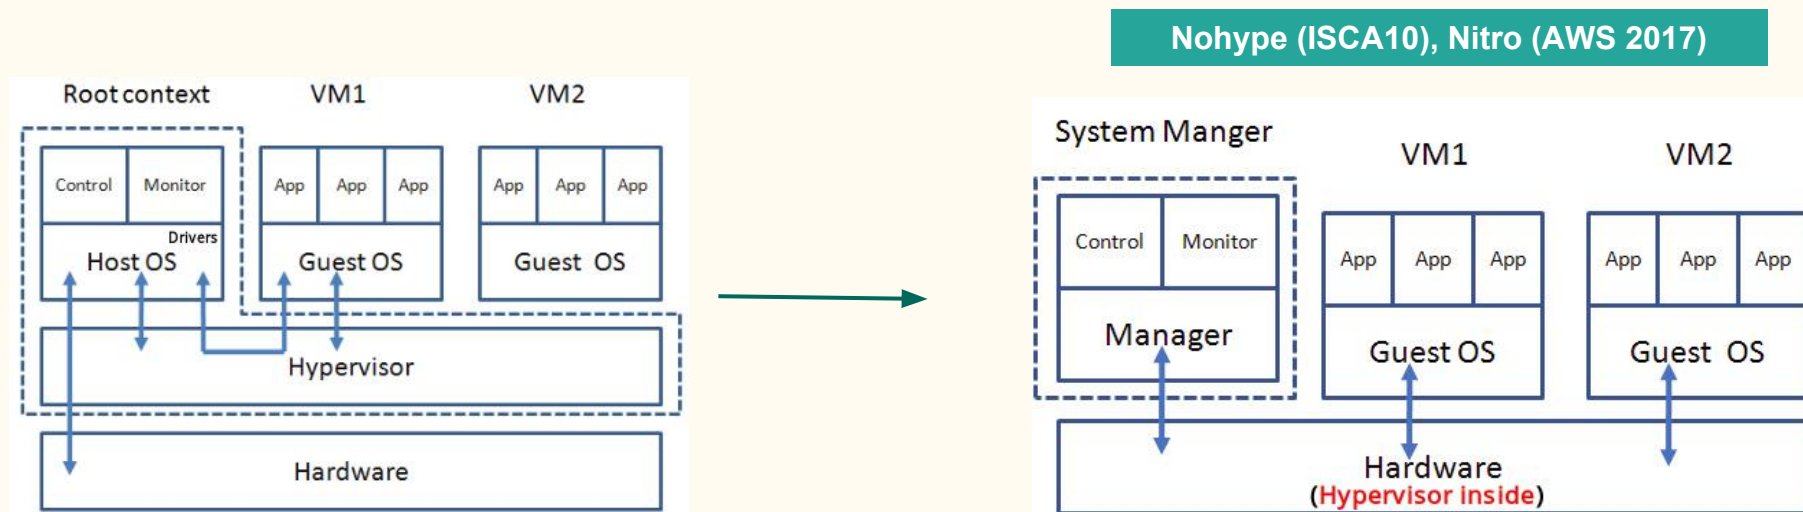 Nohype (ISCA10), Nitro (AWS 2017)
Root context
VM1
VM2
Control
Monitor
App
App
App
App
App
App
Drivers
Host OS
Guest OS
Guest OS
Hypervisor
Hardware
System Manger
VM1
VM2
Control
Monitor
App
App
App
App
App
App
Manager
Guest OS
Guest OS
Hardware
(Hypervisor inside)